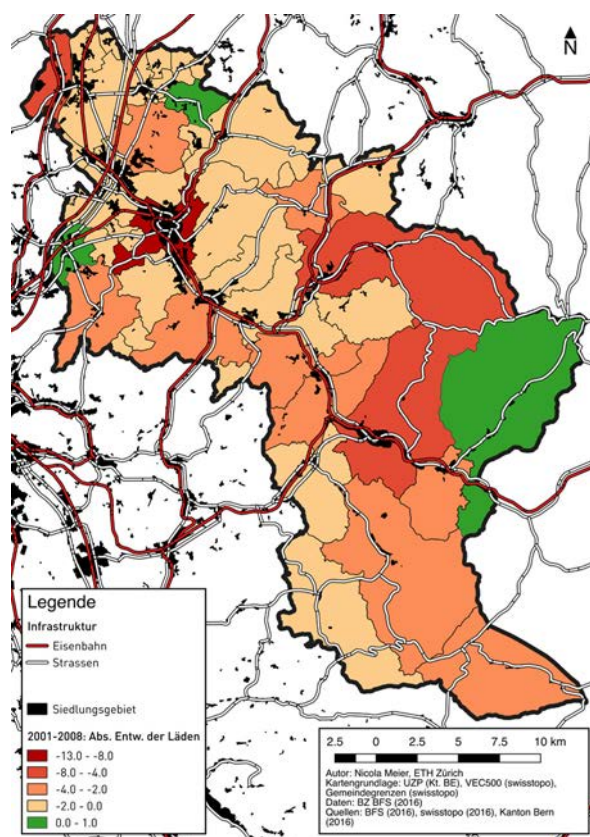 N
Legende
Infrastruktur
Eisenbahn
Strassen
Siedlungsgebiet
2001-2008: Abs. Entw. der Läden
-13.0 - -8.0
-8.0 - -4.0
-4.0 - -2.0
-2.0 - 0.0
0.0 - 1.0
2.5 0 2.5 5 7.5 10 km
Autor: Nicola Meier, ETH Zürich
Kartengrundlage: UZP (Kt. BE), VEC500 (swisstopo),
Gemeindegrenzen (swisstopo)
Daten: BZ BFS (2016)
Quellen: BFS (2016), swisstopo (2016), Kanton Bern
(2016)